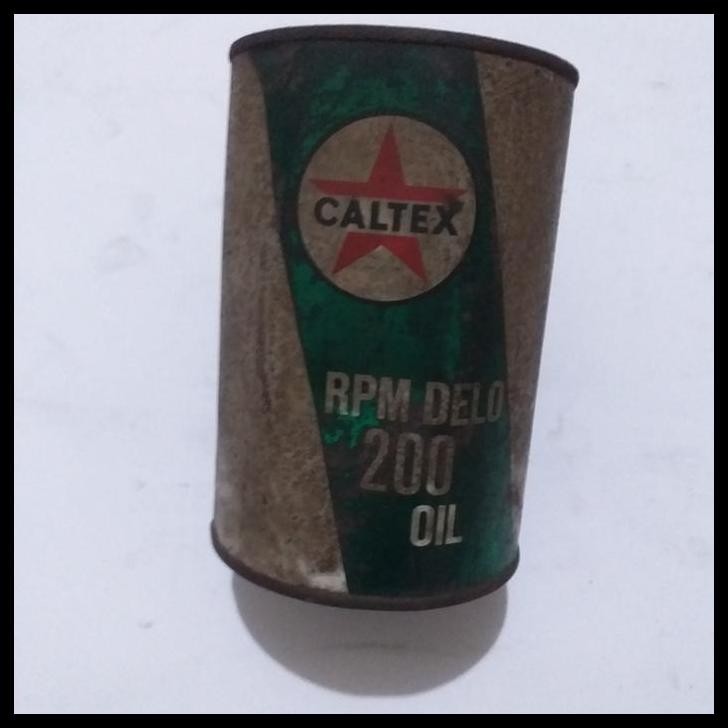 CALTEX
RPM DELO
200
OIL